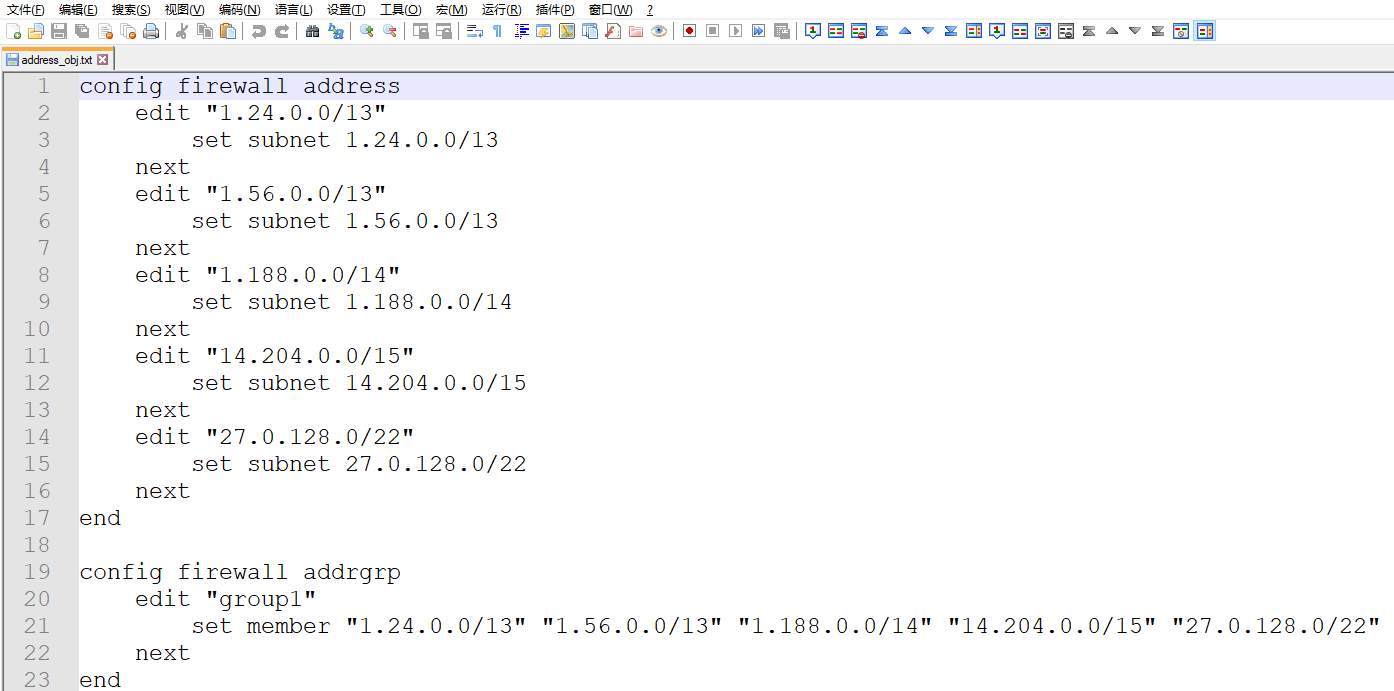 文件(F) 编辑(E) 搜索(S) 视图(V) 编码(N) 语言(L) 设置(T) 工具(O) 宏(M) 运行(R) 插件(P) 窗口(W) ?
address_obj.txt
1 config firewall address
2 edit "1.24.0.0/13"
3 set subnet 1.24.0.0/13
4 next
5 edit "1.56.0.0/13"
6 set subnet 1.56.0.0/13
7 next
8 edit "1.188.0.0/14"
9 set subnet 1.188.0.0/14
10 next
11 edit "14.204.0.0/15"
12 set subnet 14.204.0.0/15
13 next
14 edit "27.0.128.0/22"
15 set subnet 27.0.128.0/22
16 next
17 end
18
19 config firewall addrgrp
20 edit "group1"
21 set member "1.24.0.0/13" "1.56.0.0/13" "1.188.0.0/14" "14.204.0.0/15" "27.0.128.0/22"
22 next
23 end